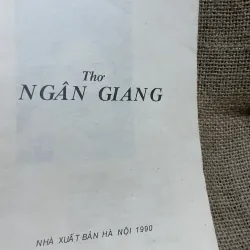 Thơ
NGÂN GIANG
NHÀ XUẤT BẢN HÀ NỘI 1990